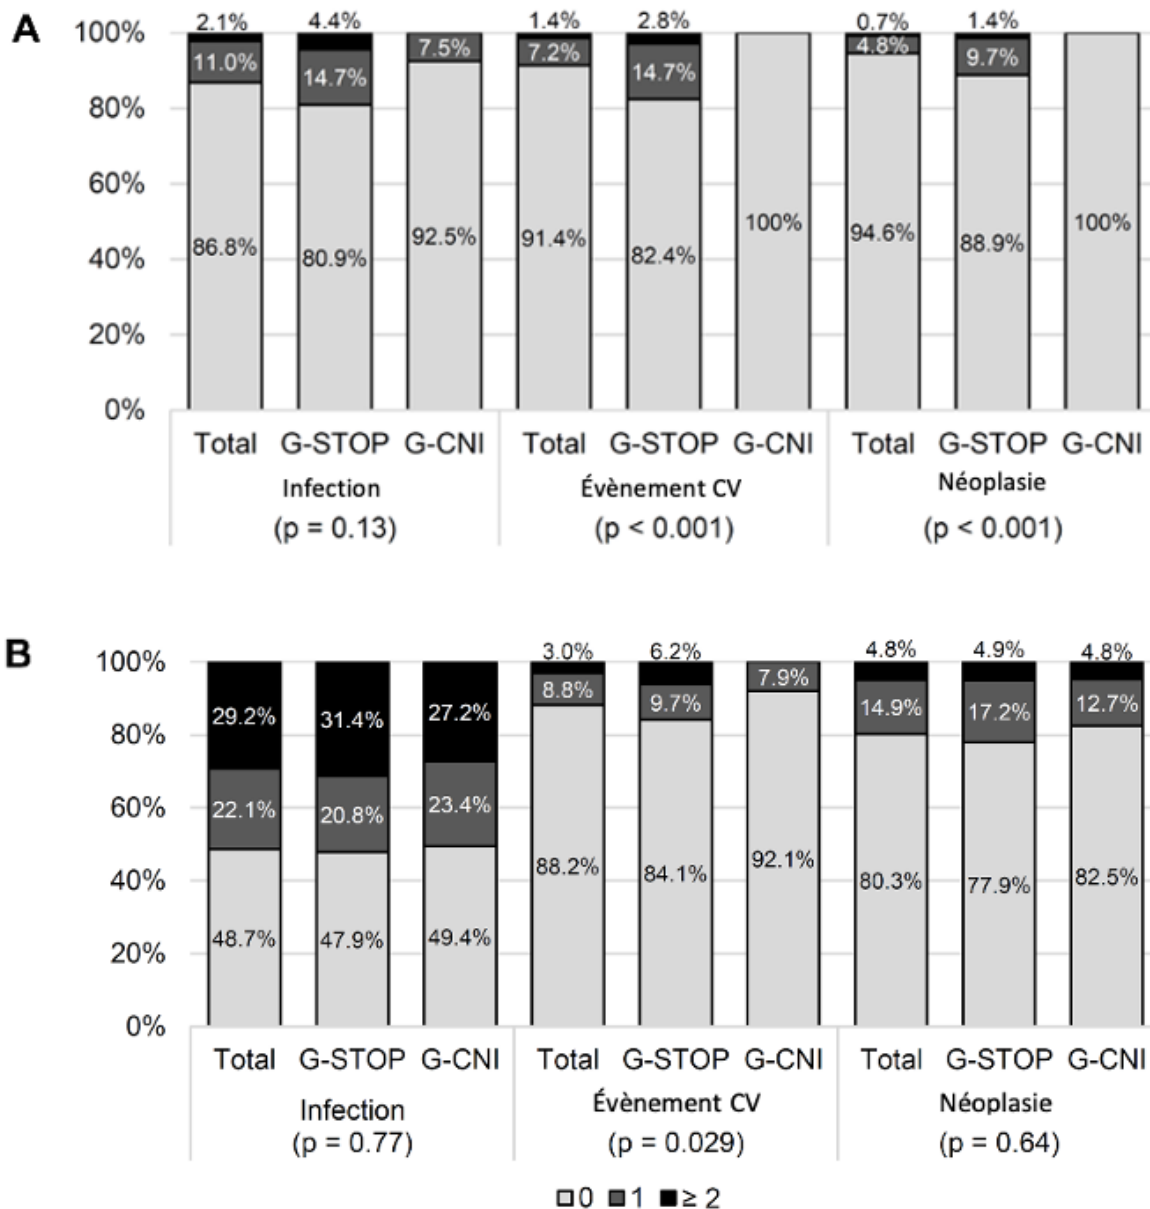 A
2.1% 4.4% 1.4% 2.8% 0.7% 1.4%
100%
11.0% 14.7% 7.5% 7.2% 14.7% 4.8% 9.7%
80%
60%
86.8% 80.9% 92.5% 91.4% 82.4% 100% 94.6% 88.9% 100%
40%
20%
0%
Total G-STOP G-CNI Total G-STOP G-CNI Total G-STOP G-CNI
Infection Évènement CV Néoplasie
(p = 0.13) (p < 0.001) (p < 0.001)
B
3.0% 6.2% 4.8% 4.9% 4.8%
100%
29.2% 31.4% 27.2% 8.8% 9.7% 7.9% 14.9% 17.2% 12.7%
80%
22.1% 20.8% 23.4%
60%
88.2% 84.1% 92.1% 80.3% 77.9% 82.5%
40%
48.7% 47.9% 49.4%
20%
0%
Total G-STOP G-CNI Total G-STOP G-CNI Total G-STOP G-CNI
Infection Évènement CV Néoplasie
(p = 0.77) (p = 0.029) (p = 0.64)
0 1 ≥ 2